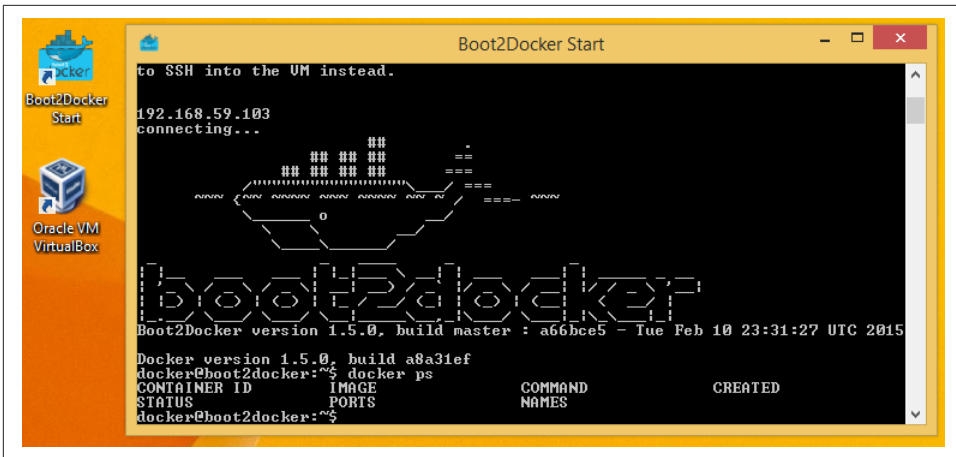 Boot2Docker Start
docker
Boot2Docker
Start
Oracle VM
VirtualBox
to SSH into the VM instead.
192.168.59.103
connecting...
boot2docker
Boot2Docker version 1.5.0, build master : a66bce5 - Tue Feb 10 23:31:27 UTC 2015
Docker version 1.5.0, build a8a31ef
docker@boot2docker:~$ docker ps
CONTAINER ID IMAGE COMMAND CREATED
STATUS PORTS NAMES
docker@boot2docker:~$